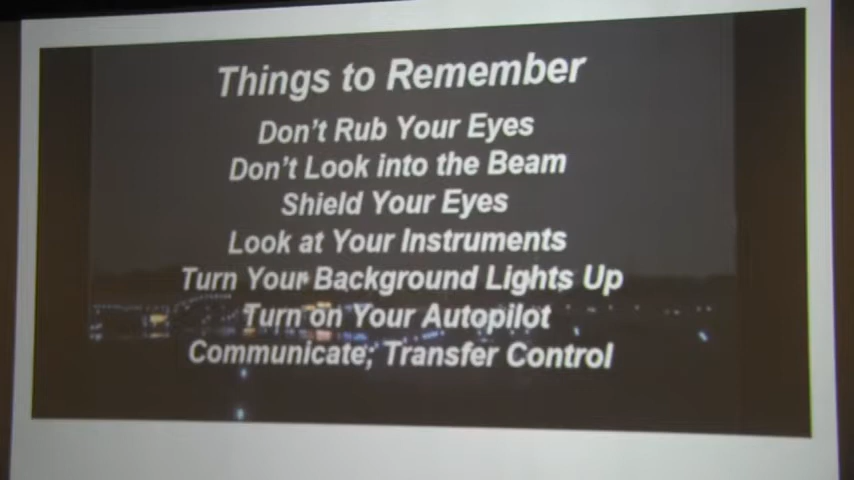 Things to Remember
Don't Rub Your Eyes
Don't Look into the Beam
Shield Your Eyes
Look at Your Instruments
Turn Your Background Lights Up
Turn on Your Autopilot
Communicate; Transfer Control